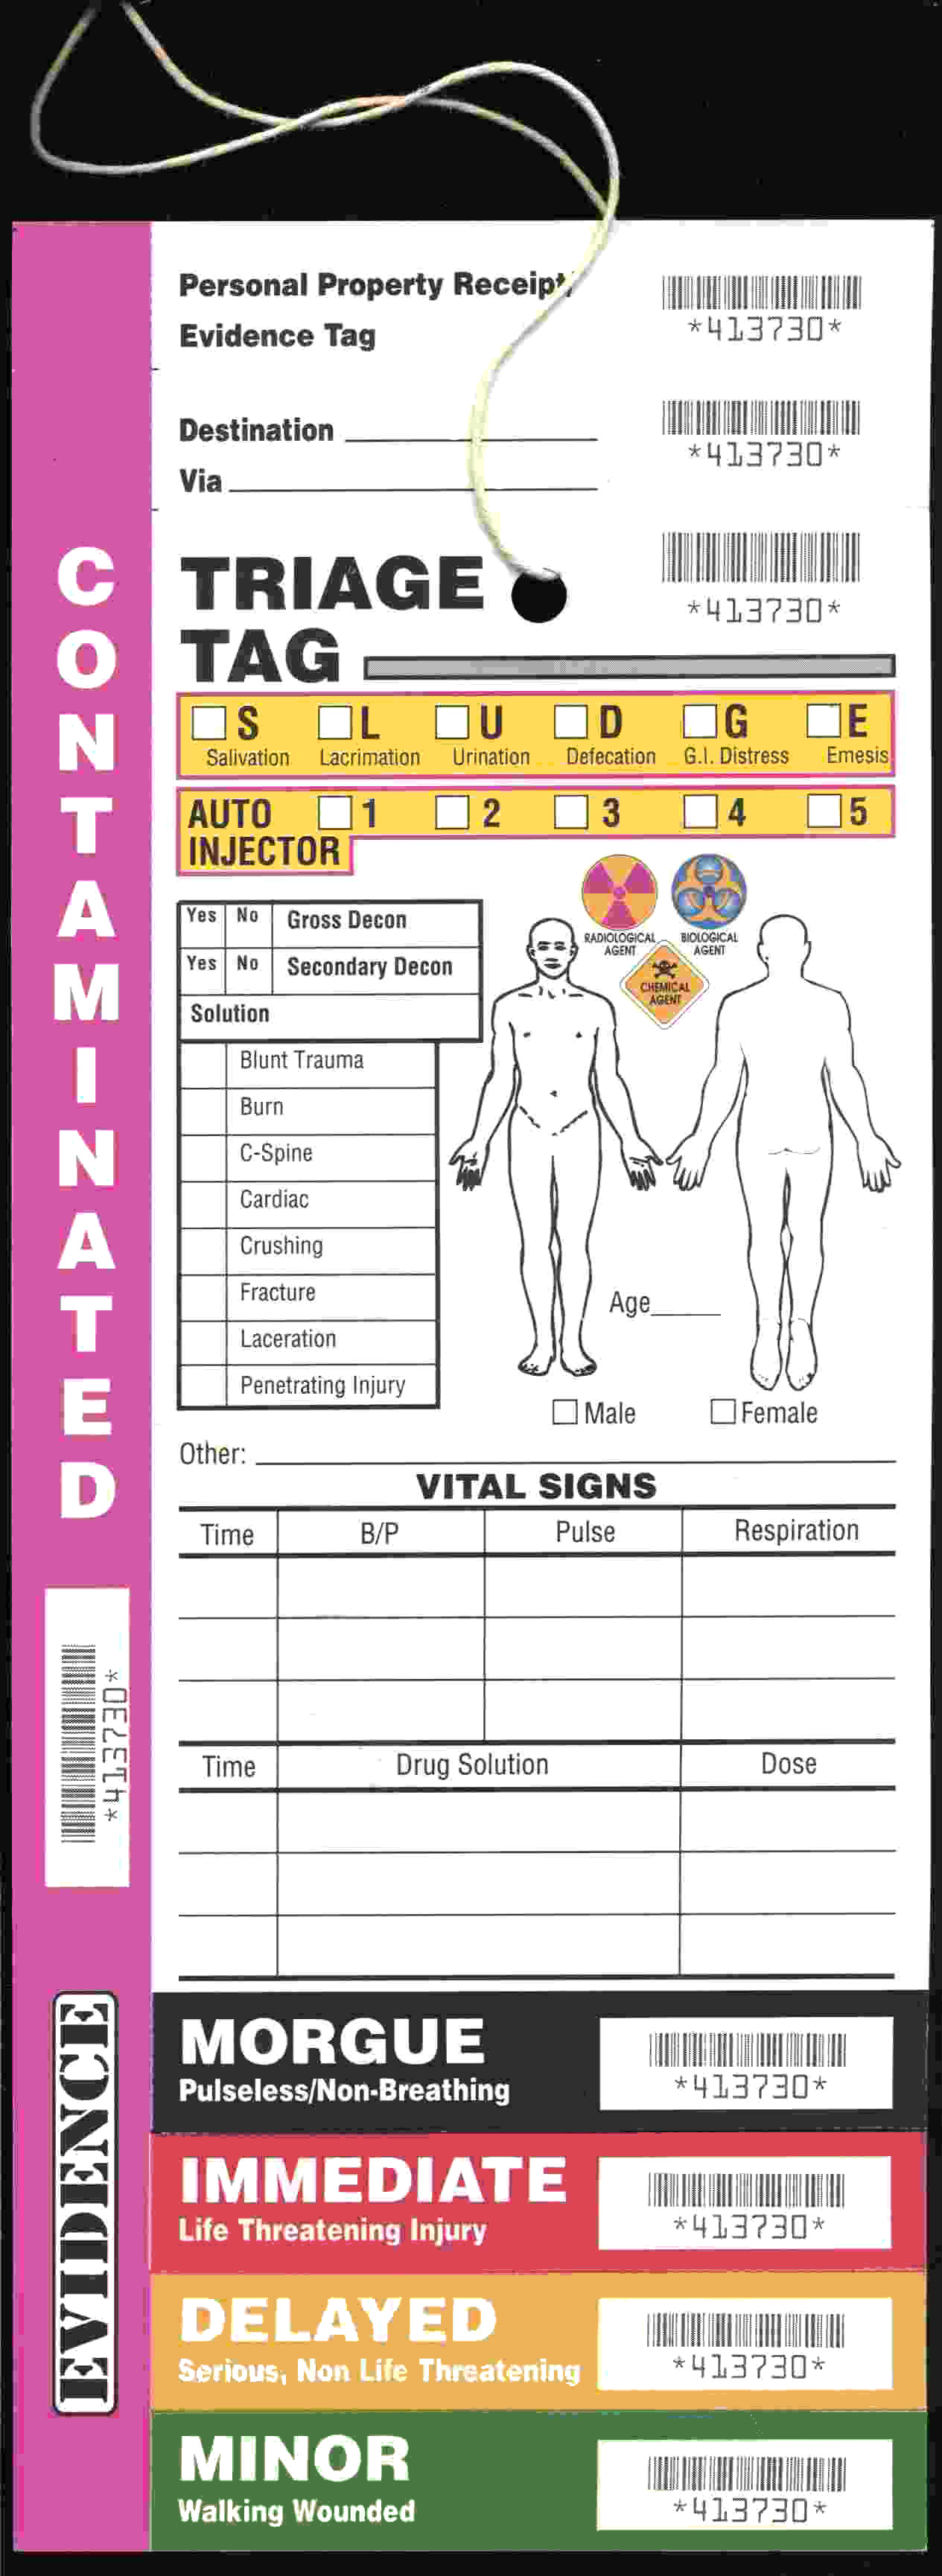 Personal Property Receipt/
*413730*
Evidence Tag
Destination
*413730*
Via
TRIAGE
*413730*
TAG
S L U D G E
Salivation Lacrimation Urination Defecation G.I. Distress Emesis
AUTO 1 2 3 4 5
INJECTOR
Yes No Gross Decon
Yes No Secondary Decon
Solution
RADIOLOGICAL
AGENT
BIOLOGICAL
AGENT
CHEMICAL
AGENT
Blunt Trauma
Burn
C-Spine
Cardiac
Crushing
Fracture
Laceration
Penetrating Injury
Age
Male Female
Other:
VITAL SIGNS
Time B/P Pulse Respiration
Time Drug Solution Dose
MORGUE
Pulseless/Non-Breathing
*413730*
IMMEDIATE
Life Threatening Injury
*413730*
DELAYED
Serious, Non Life Threatening
*413730*
MINOR
Walking Wounded
*413730*
CONTAMINATED
*413730*
EVIDENCE